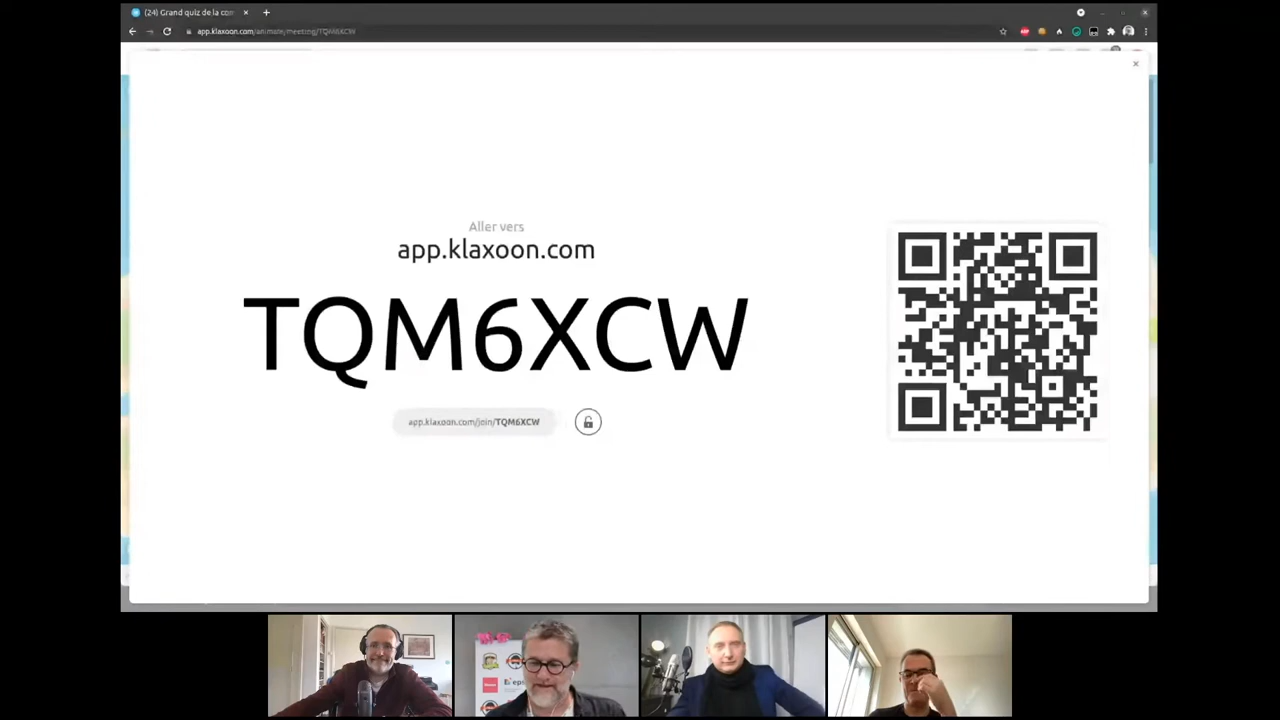 (24) Grand quiz de la com
app.klaxoon.com/animate/meeting/TQM6XCW
Aller vers
app.klaxoon.com
TQM6XCW
app.klaxoon.com/join/TQM6XCW